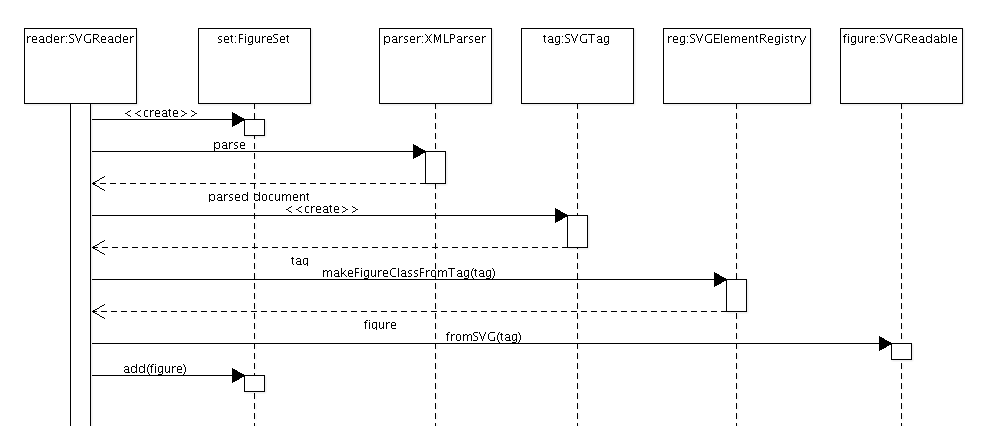 reader:SVGReader
set:FigureSet
parser:XMLParser
tag:SVGTag
reg:SVGElementRegistry
figure:SVGReadable
<<create>>
parse
parsed document
<<create>>
tag
makeFigureClassFromTag(tag)
figure
fromSVG(tag)
add(figure)